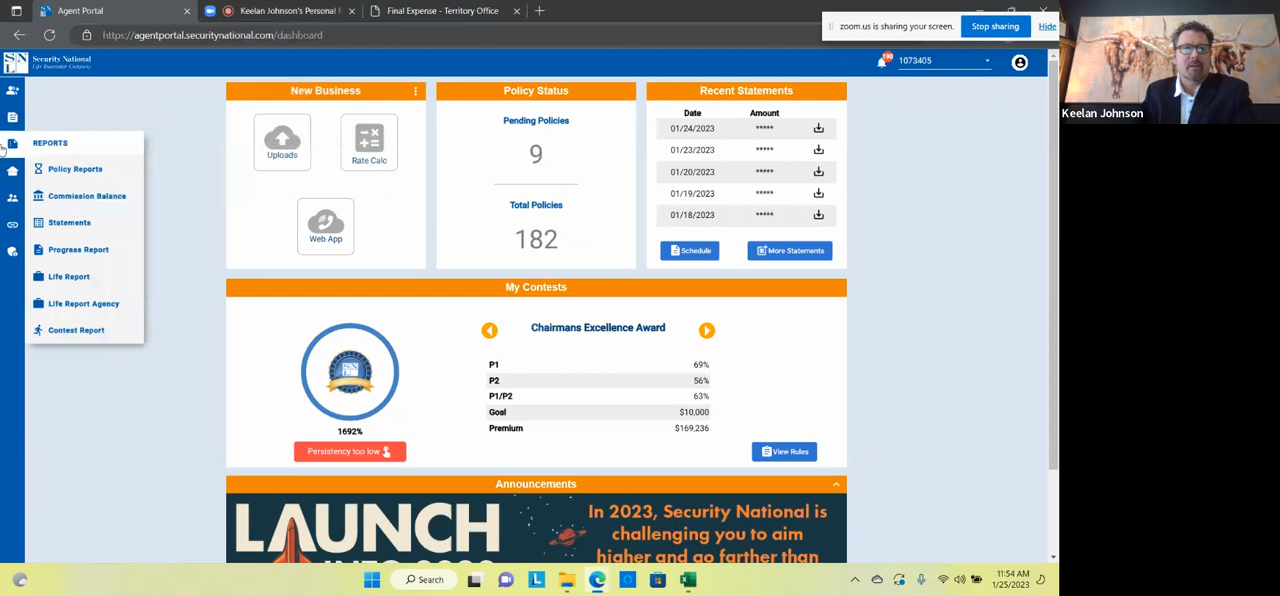 Agent Portal
Keelan Johnson's Personal
Final Expense - Territory Office
https://agentportal.securitynational.com/dashboard
zoom.us is sharing your screen.
Stop sharing
Hide
Keelan Johnson
SNL
Security National
Life Insurance Company
190
1073405
REPORTS
Policy Reports
Commission Balance
Statements
Progress Report
Life Report
Life Report Agency
Contest Report
New Business
Uploads
Rate Calc
Web App
Policy Status
Pending Policies
9
Total Policies
182
Recent Statements
Date Amount
01/24/2023 *****
01/23/2023 *****
01/20/2023 *****
01/19/2023 *****
01/18/2023 *****
Schedule
More Statements
My Contests
1692%
Persistency too low
Chairmans Excellence Award
P1 69%
P2 56%
P1/P2 63%
Goal $10,000
Premium $169,236
View Rules
Announcements
LAUNCH
In 2023, Security National is
challenging you to aim
higher and go farther than
Search
11:54 AM
1/25/2023